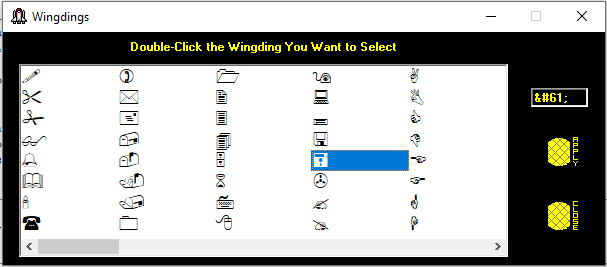 Wingdings
Double-Click the Wingding You Want to Select
&#61;
APPLY
CLOSE